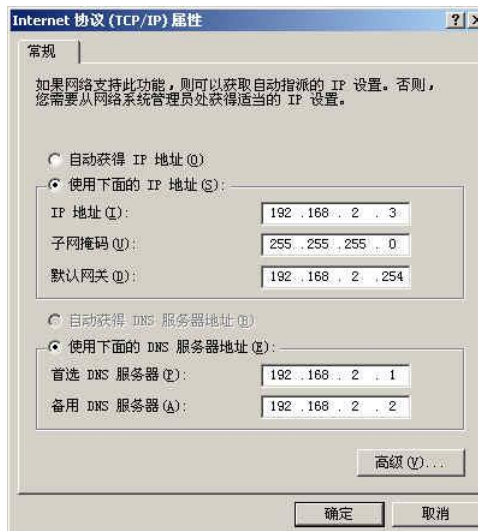 Internet 协议 (TCP/IP) 属性
常规
如果网络支持此功能，则可以获取自动指派的 IP 设置。否则，
您需要从网络系统管理员处获得适当的 IP 设置。
自动获得 IP 地址(O)
使用下面的 IP 地址(S):
IP 地址(I): 192 .168 . 2 . 3
子网掩码(U): 255 .255 .255 . 0
默认网关(D): 192 .168 . 2 .254
自动获得 DNS 服务器地址(B)
使用下面的 DNS 服务器地址(E):
首选 DNS 服务器(P): 192 .168 . 2 . 1
备用 DNS 服务器(A): 192 .168 . 2 . 2
高级(V)...
确定 取消